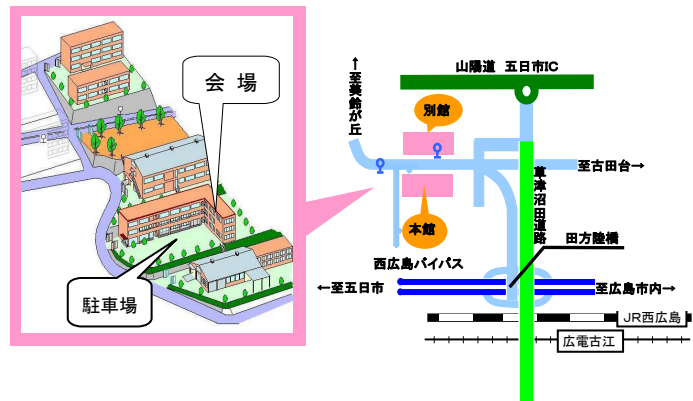 会 場
駐車場
山陽道 五日市IC
↑至美鈴が丘
別館
至古田台→
草津沼田道路
本館
田方陸橋
西広島バイパス
←至五日市
至広島市内→
JR西広島
広電古江